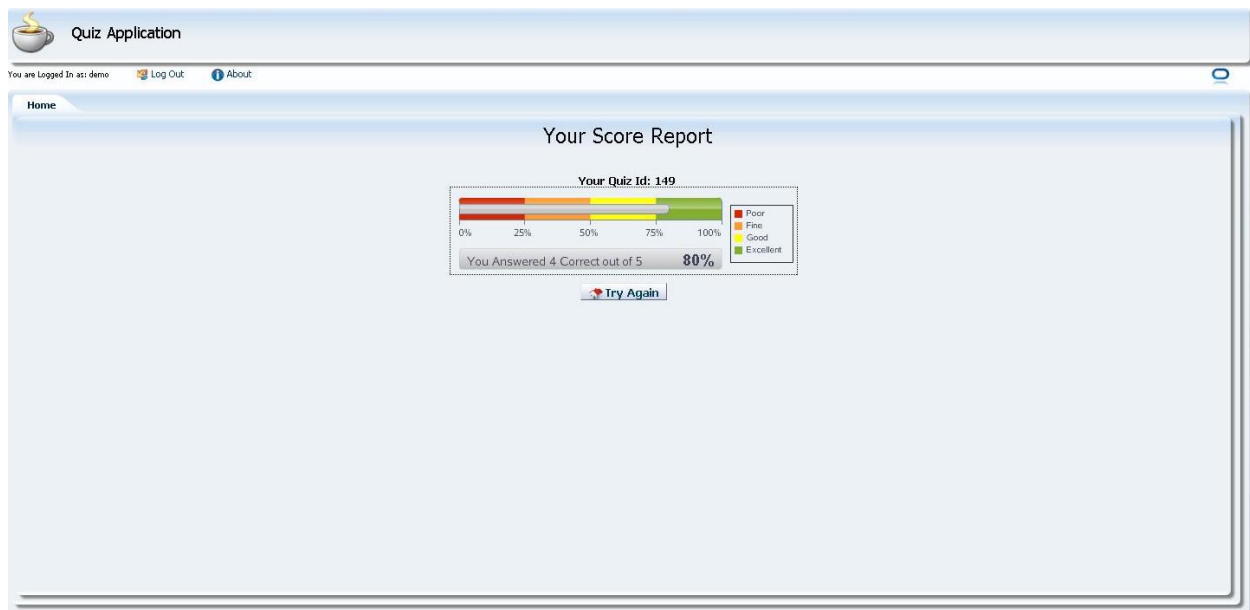 Quiz Application
You are Logged In as: demo Log Out About
Home
Your Score Report
Your Quiz Id: 149
0% 25% 50% 75% 100%
Poor
Fine
Good
Excellent
You Answered 4 Correct out of 5 80%
Try Again